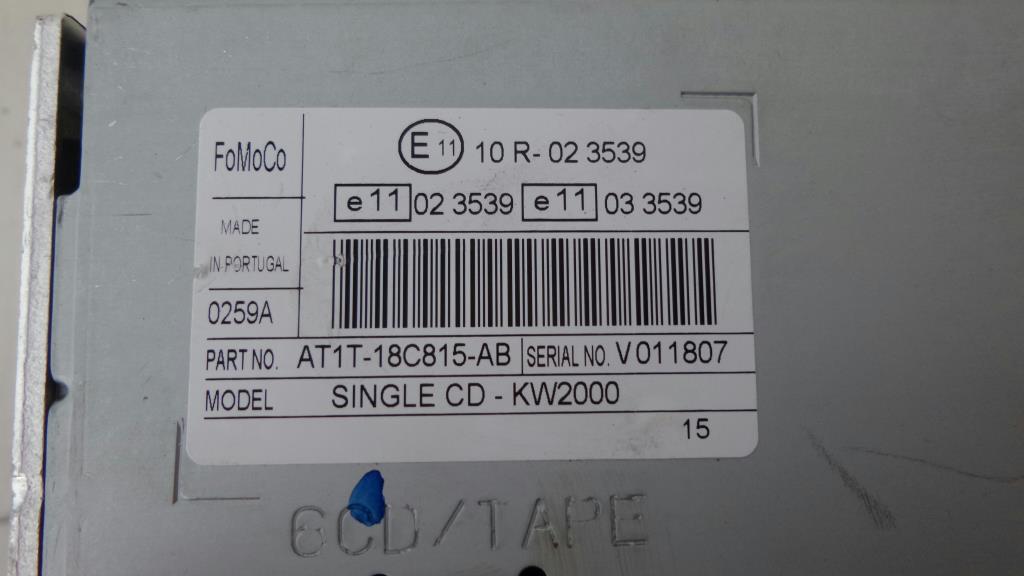 FoMoCo
MADE
IN PORTUGAL
0259A
E 11 10 R- 02 3539
e 11 02 3539 e 11 03 3539
PART NO. AT1T-18C815-AB SERIAL NO. V 011807
MODEL SINGLE CD - KW2000
15
6CD/TAPE